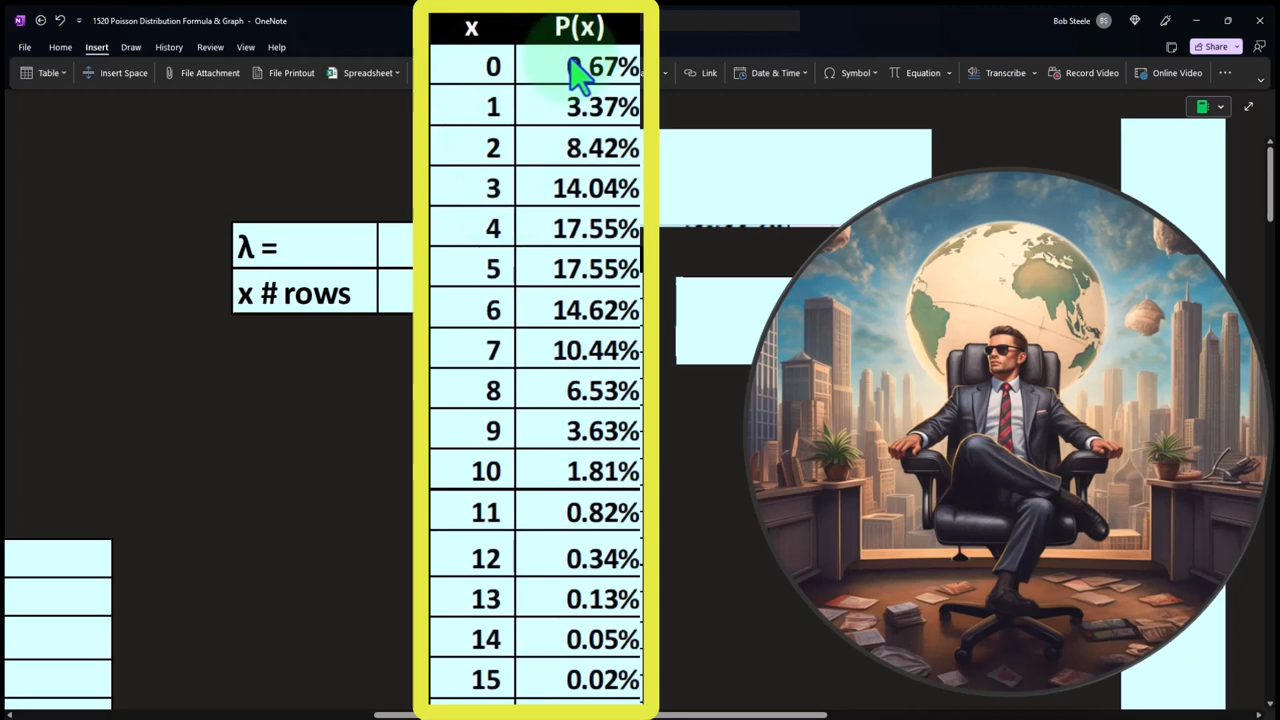 1520 Poisson Distribution Formula & Graph - OneNote
Bob Steele BS
File Home Insert Draw History Review View Help
Share
Table Insert Space File Attachment File Printout Spreadsheet Link Date & Time Symbol Equation Transcribe Record Video Online Video
x P(x)
0 .67%
1 3.37%
2 8.42%
3 14.04%
4 17.55%
5 17.55%
6 14.62%
7 10.44%
8 6.53%
9 3.63%
10 1.81%
11 0.82%
12 0.34%
13 0.13%
14 0.05%
15 0.02%
λ =
x # rows